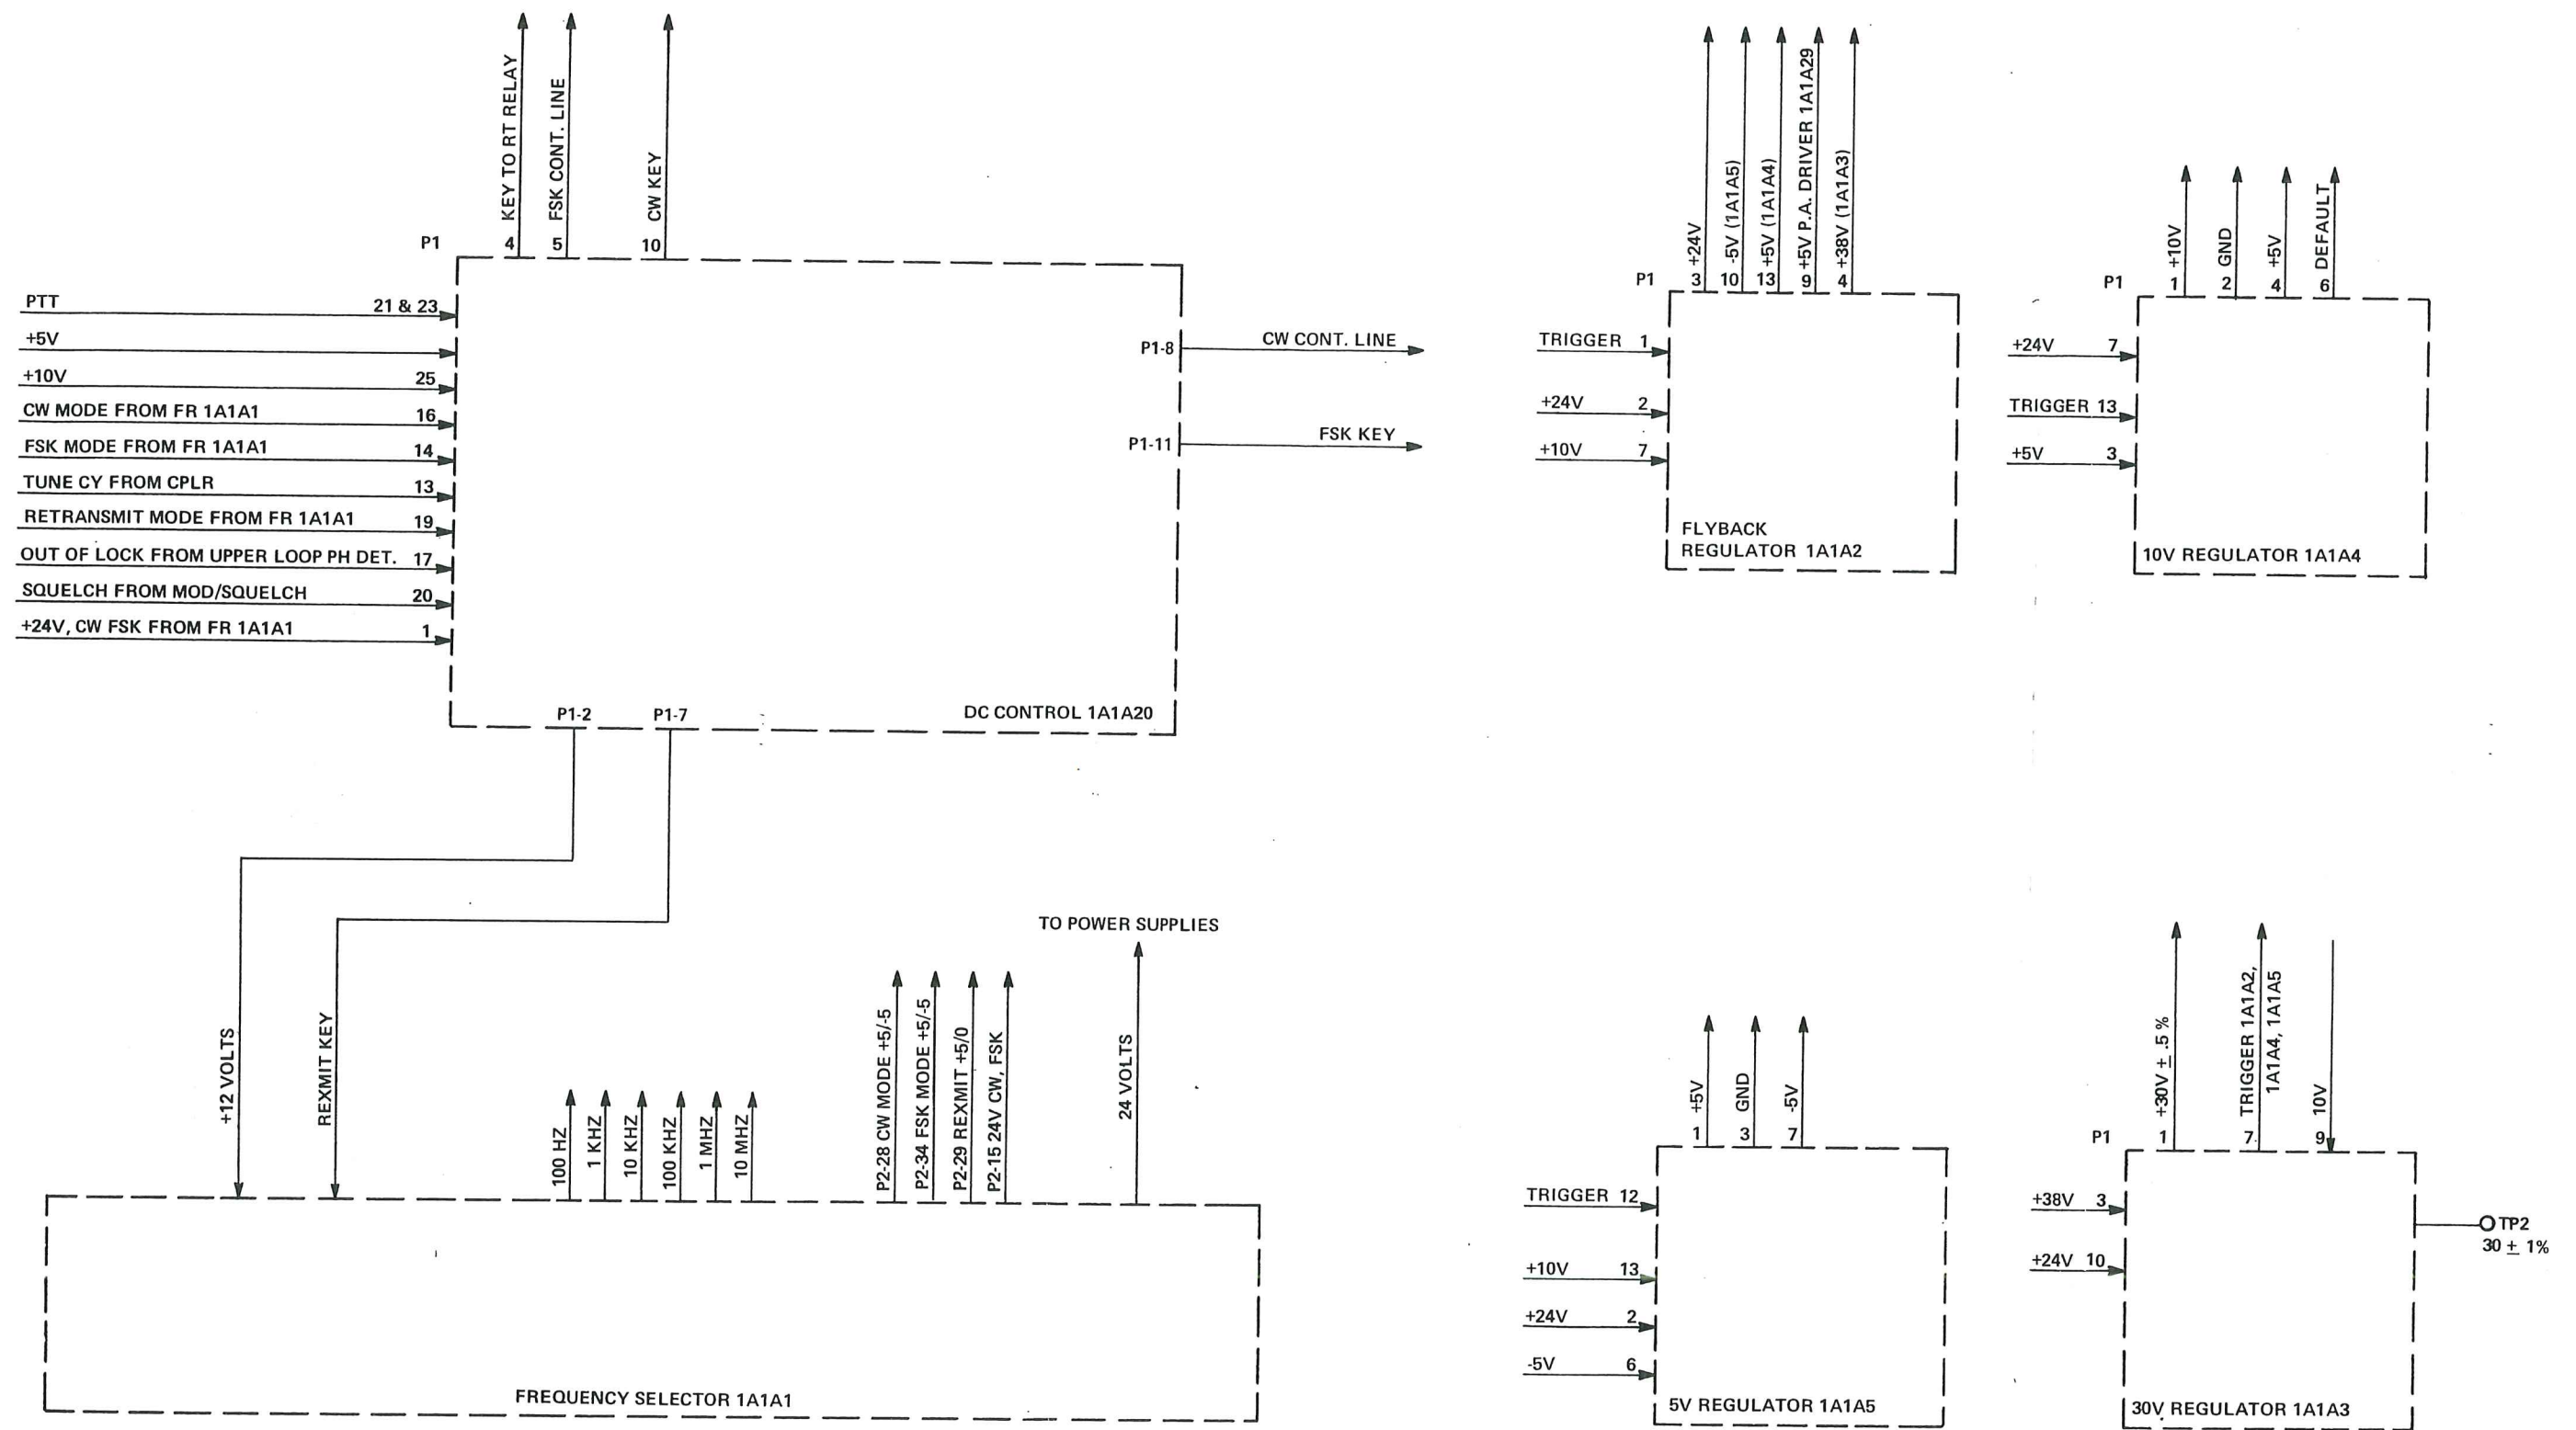 KEY TO RT RELAY
FSK CONT. LINE
CW KEY
P1
4
5
10
PTT 21 & 23
+5V
+10V 25
CW MODE FROM FR 1A1A1 16
FSK MODE FROM FR 1A1A1 14
TUNE CY FROM CPLR 13
RETRANSMIT MODE FROM FR 1A1A1 19
OUT OF LOCK FROM UPPER LOOP PH DET. 17
SQUELCH FROM MOD/SQUELCH 20
+24V, CW FSK FROM FR 1A1A1 1
P1-8
CW CONT. LINE
P1-11
FSK KEY
P1-2
P1-7
DC CONTROL 1A1A20
+24V
-5V (1A1A5)
+5V (1A1A4)
+5V P.A. DRIVER 1A1A29
+38V (1A1A3)
P1
3
10
13
9
4
TRIGGER 1
+24V 2
+10V 7
FLYBACK
REGULATOR 1A1A2
+10V
GND
+5V
DEFAULT
P1
1
2
4
6
+24V 7
TRIGGER 13
+5V 3
10V REGULATOR 1A1A4
+12 VOLTS
REXMIT KEY
100 HZ
1 KHZ
10 KHZ
100 KHZ
1 MHZ
10 MHZ
P2-28 CW MODE +5/-5
P2-34 FSK MODE +5/-5
P2-29 REXMIT +5/0
P2-15 24V CW, FSK
TO POWER SUPPLIES
24 VOLTS
FREQUENCY SELECTOR 1A1A1
+5V
GND
-5V
1
3
7
TRIGGER 12
+10V 13
+24V 2
-5V 6
5V REGULATOR 1A1A5
+30V ± .5 %
TRIGGER 1A1A2,
1A1A4, 1A1A5
10V
P1
1
7
9
+38V 3
+24V 10
TP2
30 ± 1%
30V REGULATOR 1A1A3